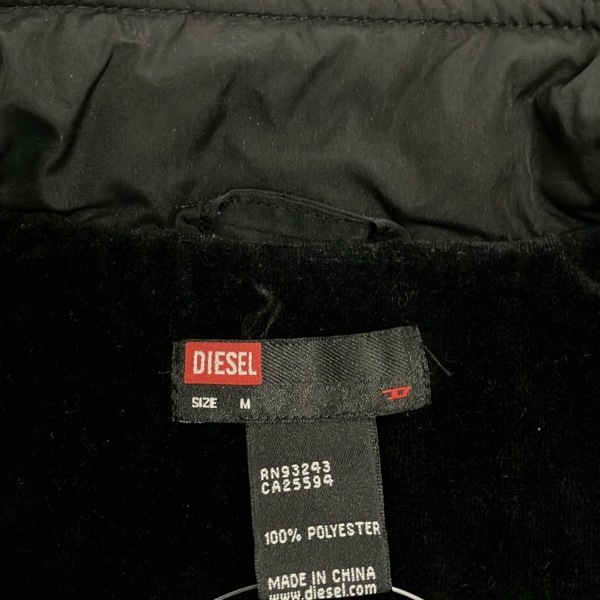 DIESEL
SIZE M
RN93243
CA25594
100% POLYESTER
MADE IN CHINA
www.diesel.com